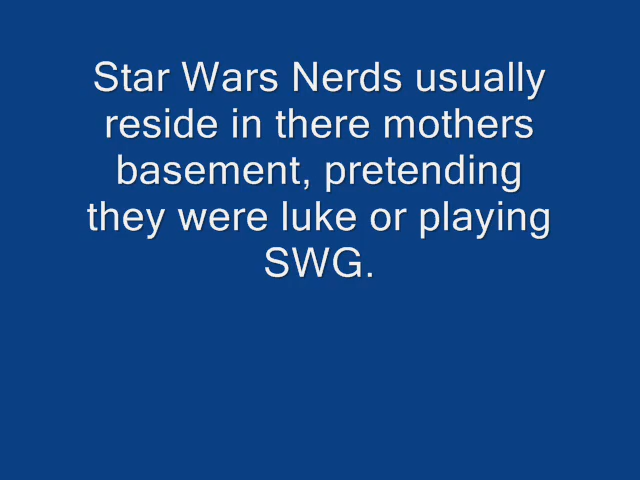 Star Wars Nerds usually
reside in there mothers
basement, pretending
they were luke or playing
SWG.